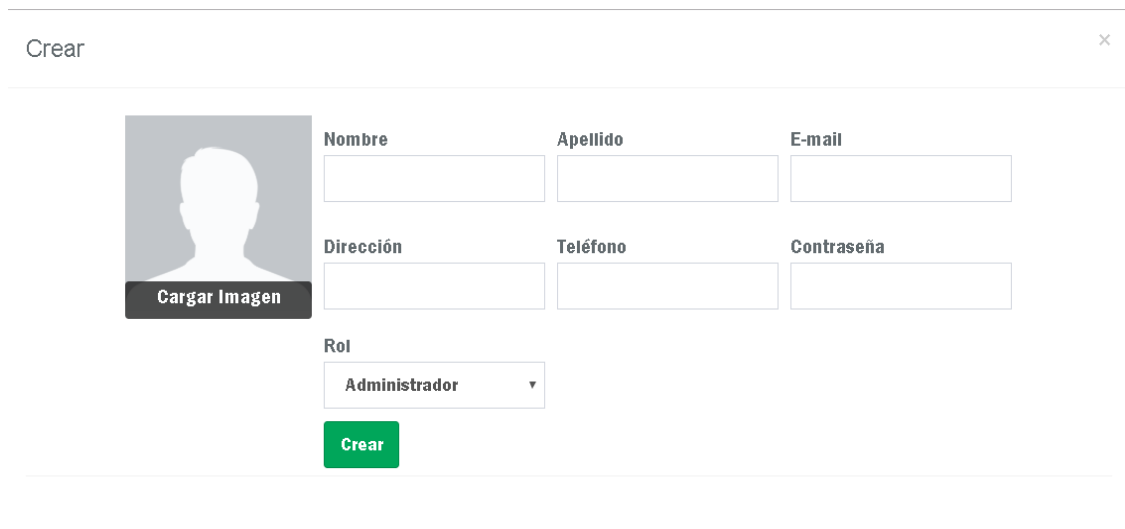 Crear
×
Nombre Apellido E-mail
Dirección Teléfono Contraseña
Cargar Imagen
Rol
Administrador
Crear